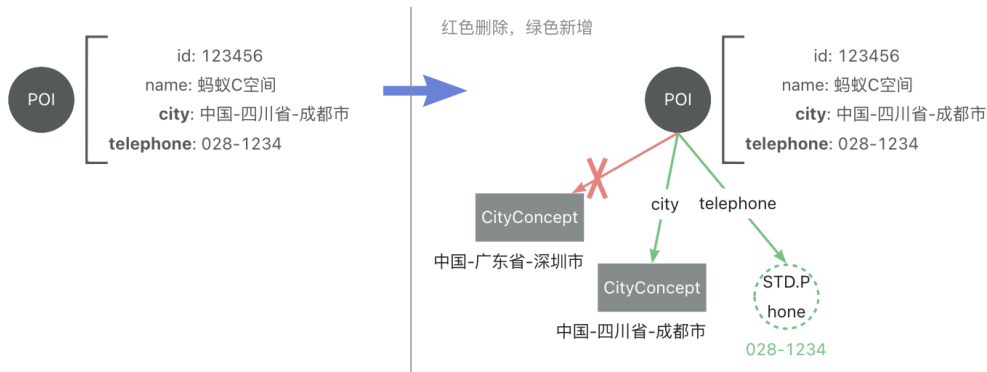 POI
id: 123456
name: 蚂蚁C空间
city: 中国-四川省-成都市
telephone: 028-1234
红色删除，绿色新增
POI
id: 123456
name: 蚂蚁C空间
city: 中国-四川省-成都市
telephone: 028-1234
city
telephone
CityConcept
中国-广东省-深圳市
CityConcept
中国-四川省-成都市
STD.P
hone
028-1234